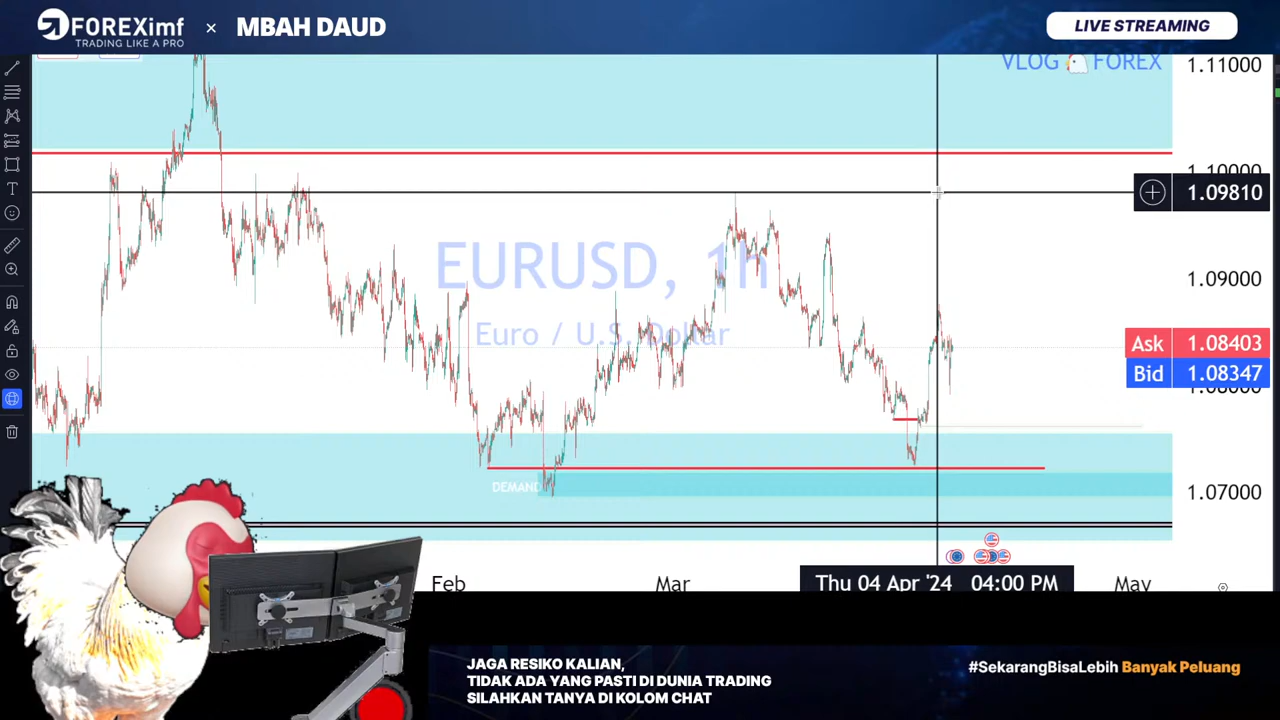 FOREXimf
TRADING LIKE A PRO
×
MBAH DAUD
LIVE STREAMING
VLOG FOREX
1.11000
1.10000
1.09810
EURUSD, 1h
1.09000
Euro / U.S. Dollar
Ask 1.08403
Bid 1.08347
1.08000
DEMAND
1.07000
Feb
Mar
Thu 04 Apr '24 04:00 PM
May
JAGA RESIKO KALIAN,
TIDAK ADA YANG PASTI DI DUNIA TRADING
SILAHKAN TANYA DI KOLOM CHAT
#SekarangBisaLebih Banyak Peluang